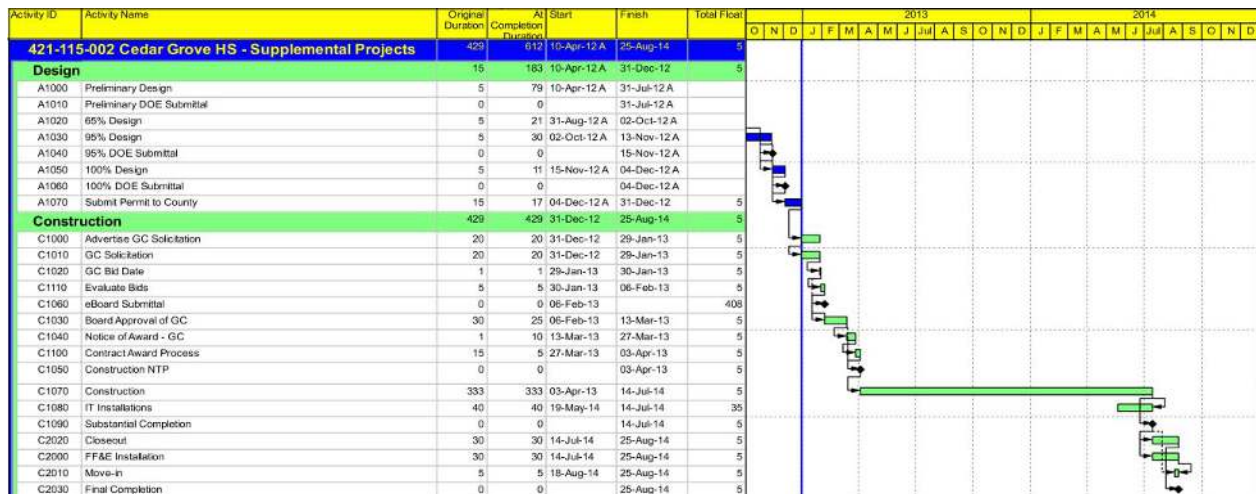 Activity ID Activity Name Original Duration At Completion Duration Start Finish Total Float 2013 2014
O N D J F M A M J Jul A S O N D J F M A M J Jul A S O N D
421-115-002 Cedar Grove HS - Supplemental Projects 429 612 10-Apr-12 A 25-Aug-14 5
Design 15 183 10-Apr-12 A 31-Dec-12 5
A1000 Preliminary Design 5 79 10-Apr-12 A 31-Jul-12 A
A1010 Preliminary DOE Submittal 0 0 31-Jul-12 A
A1020 65% Design 5 21 31-Aug-12 A 02-Oct-12 A
A1030 95% Design 5 30 02-Oct-12 A 13-Nov-12 A
A1040 95% DOE Submittal 0 0 15-Nov-12 A
A1050 100% Design 5 11 15-Nov-12 A 04-Dec-12 A
A1060 100% DOE Submittal 0 0 04-Dec-12 A
A1070 Submit Permit to County 15 17 04-Dec-12 A 31-Dec-12 5
Construction 429 429 31-Dec-12 25-Aug-14 5
C1000 Advertise GC Solicitation 20 20 31-Dec-12 29-Jan-13 5
C1010 GC Solicitation 20 20 31-Dec-12 29-Jan-13 5
C1020 GC Bid Date 1 1 29-Jan-13 30-Jan-13 5
C1110 Evaluate Bids 5 5 30-Jan-13 06-Feb-13 5
C1060 eBoard Submittal 0 0 06-Feb-13 408
C1030 Board Approval of GC 30 25 06-Feb-13 13-Mar-13 5
C1040 Notice of Award - GC 1 10 13-Mar-13 27-Mar-13 5
C1100 Contract Award Process 15 5 27-Mar-13 03-Apr-13 5
C1050 Construction NTP 0 0 03-Apr-13 5
C1070 Construction 333 333 03-Apr-13 14-Jul-14 5
C1080 IT Installations 40 40 19-May-14 14-Jul-14 35
C1090 Substantial Completion 0 0 14-Jul-14 5
C2020 Closeout 30 30 14-Jul-14 25-Aug-14 5
C2000 FF&E Installation 30 30 14-Jul-14 25-Aug-14 5
C2010 Move-in 5 5 18-Aug-14 25-Aug-14 5
C2030 Final Completion 0 0 25-Aug-14 5